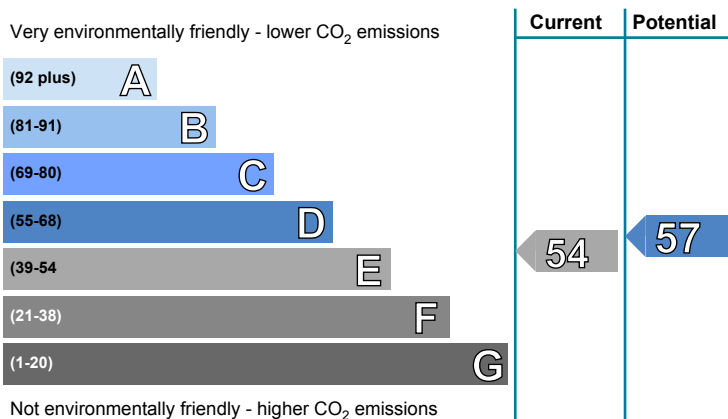 Current Potential
Very environmentally friendly - lower CO2 emissions
(92 plus) A
(81-91) B
(69-80) C
(55-68) D
(39-54 E
54 57
(21-38) F
(1-20) G
Not environmentally friendly - higher CO2 emissions